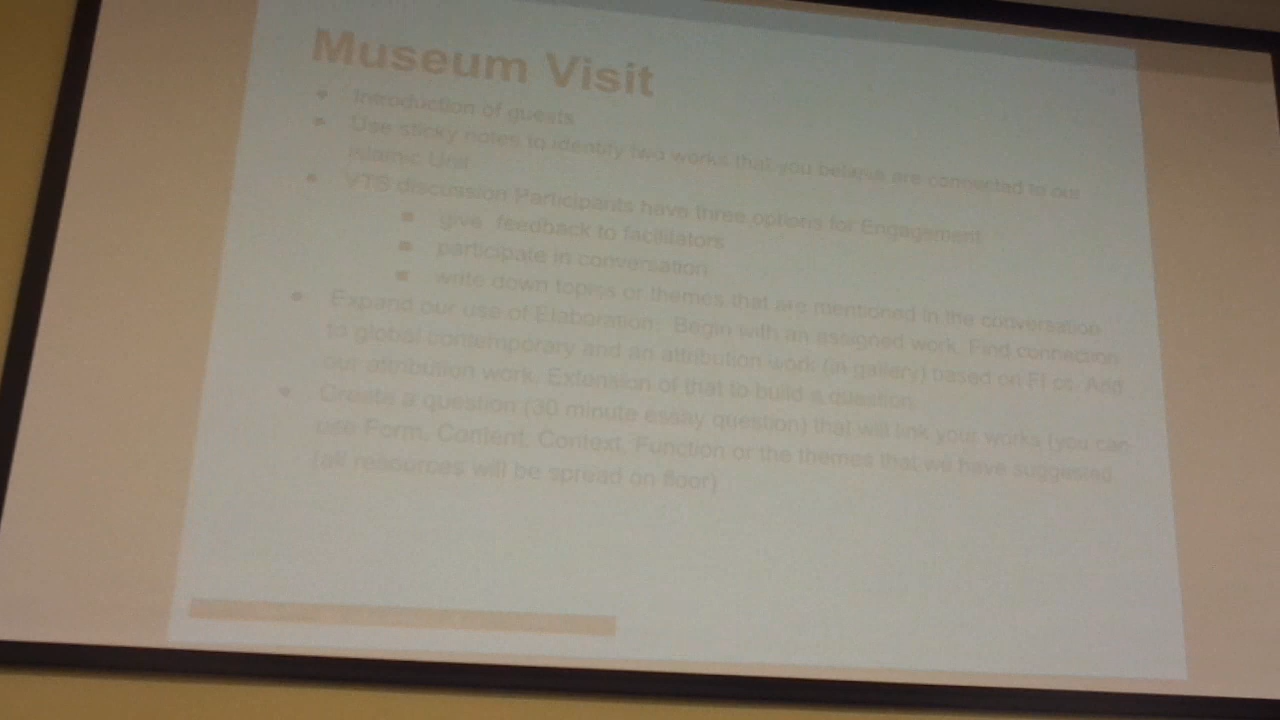 Museum Visit
Introduction of guests
Use sticky notes to identify two works that you believe are connected to our
Islamic Unit
VTS discussion Participants have three options for Engagement
give feedback to facilitators
participate in conversation
write down topics or themes that are mentioned in the conversation
Expand our use of Elaboration: Begin with an assigned work. Find connection
to global contemporary and an attribution work (in gallery) based on And
our attribution work. Extension of that to build a question.
Create a question (30 minute essay question) that will link your works (you can
use Form, Content, Context, Function or the themes that we have suggested
(all resources will be spread on floor)